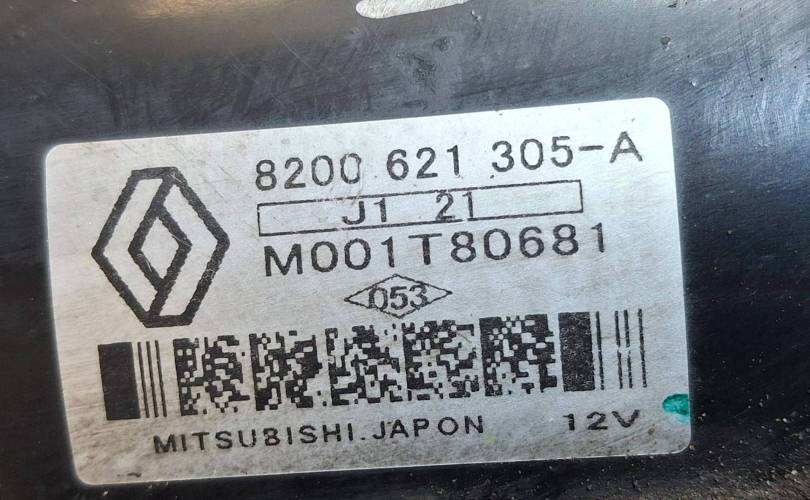 8200 621 305-A
J1 21
M001T80681
053
MITSUBISHI.JAPON 12V